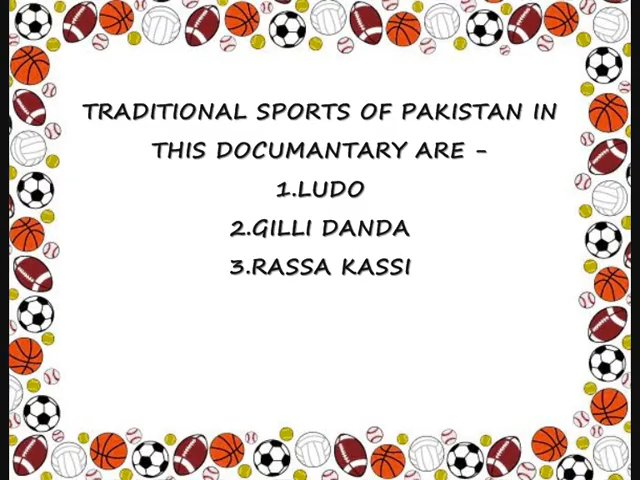 TRADITIONAL SPORTS OF PAKISTAN IN
THIS DOCUMANTARY ARE -
1.LUDO
2.GILLI DANDA
3.RASSA KASSI